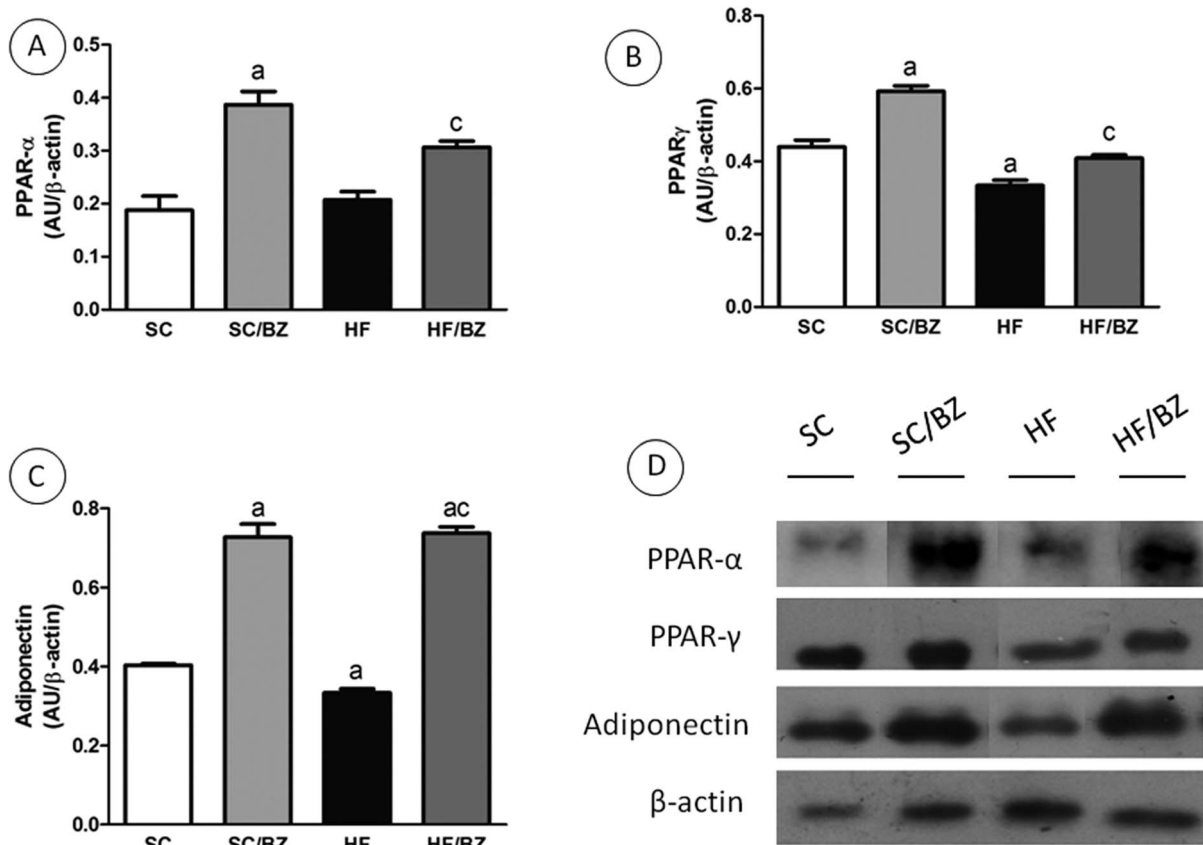 A
PPAR-α
(AU/β-actin)
0.5
0.4
0.3
0.2
0.1
0.0
a
c
SC
SC/BZ
HF
HF/BZ
B
PPARγ
(AU/β-actin)
0.8
0.6
0.4
0.2
0.0
a
a
c
SC
SC/BZ
HF
HF/BZ
C
Adiponectin
(AU/β-actin)
0.8
0.6
0.4
0.2
0.0
a
a
ac
SC
SC/BZ
HF
HF/BZ
D
SC
SC/BZ
HF
HF/BZ
PPAR-α
PPAR-γ
Adiponectin
β-actin